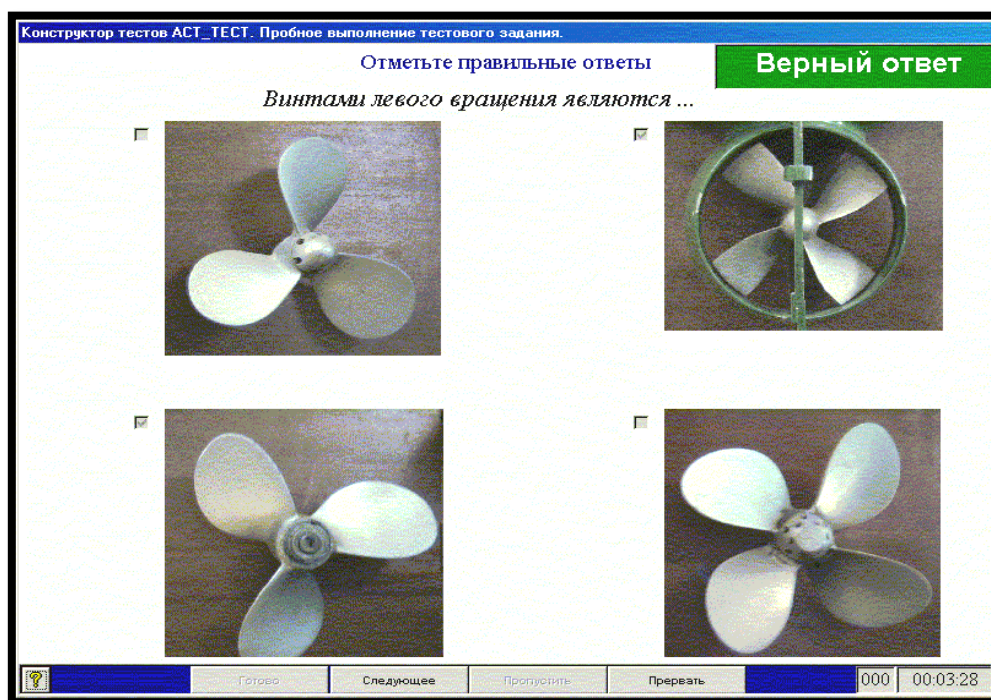 Конструктор тестов АСТ_ТЕСТ. Пробное выполнение тестового задания.
Отметьте правильные ответы
Верный ответ
Винтами левого вращения являются ...
?
Готово
Следующее
Пропустить
Прервать
000
00:03:28